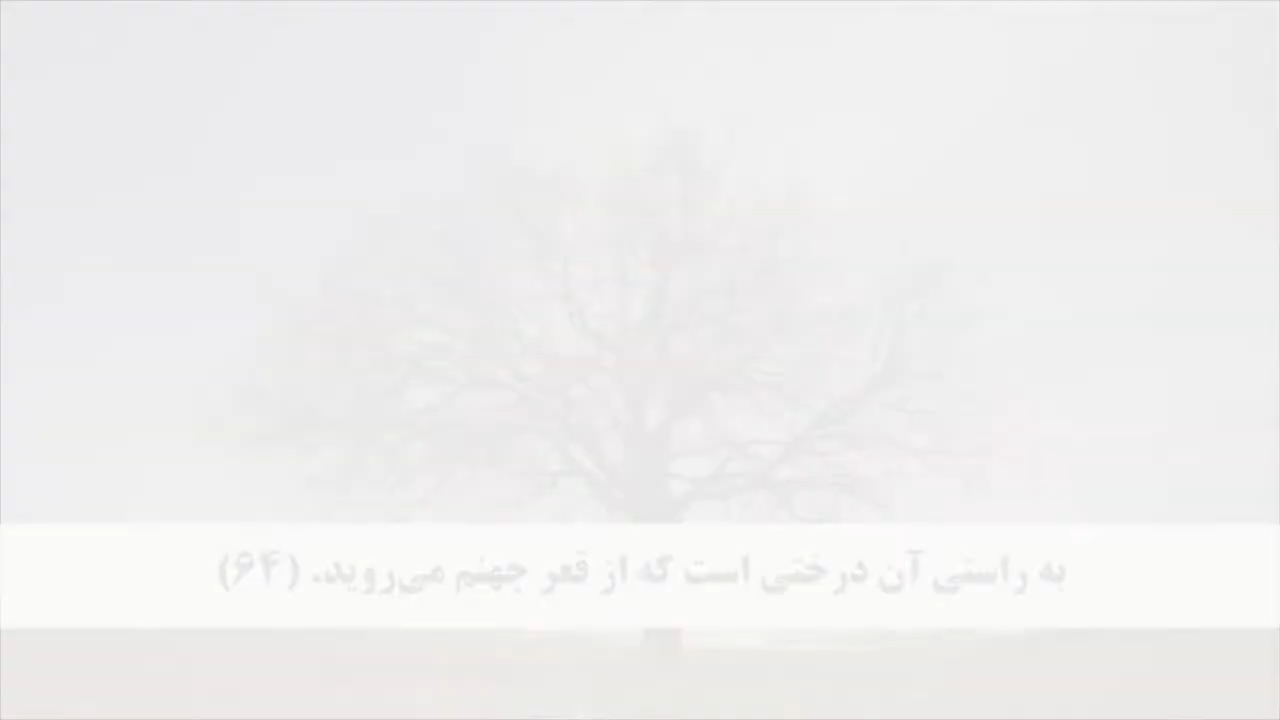 به راستی آن درختی است که از قعر جهنم می‌روید. (۶۴)